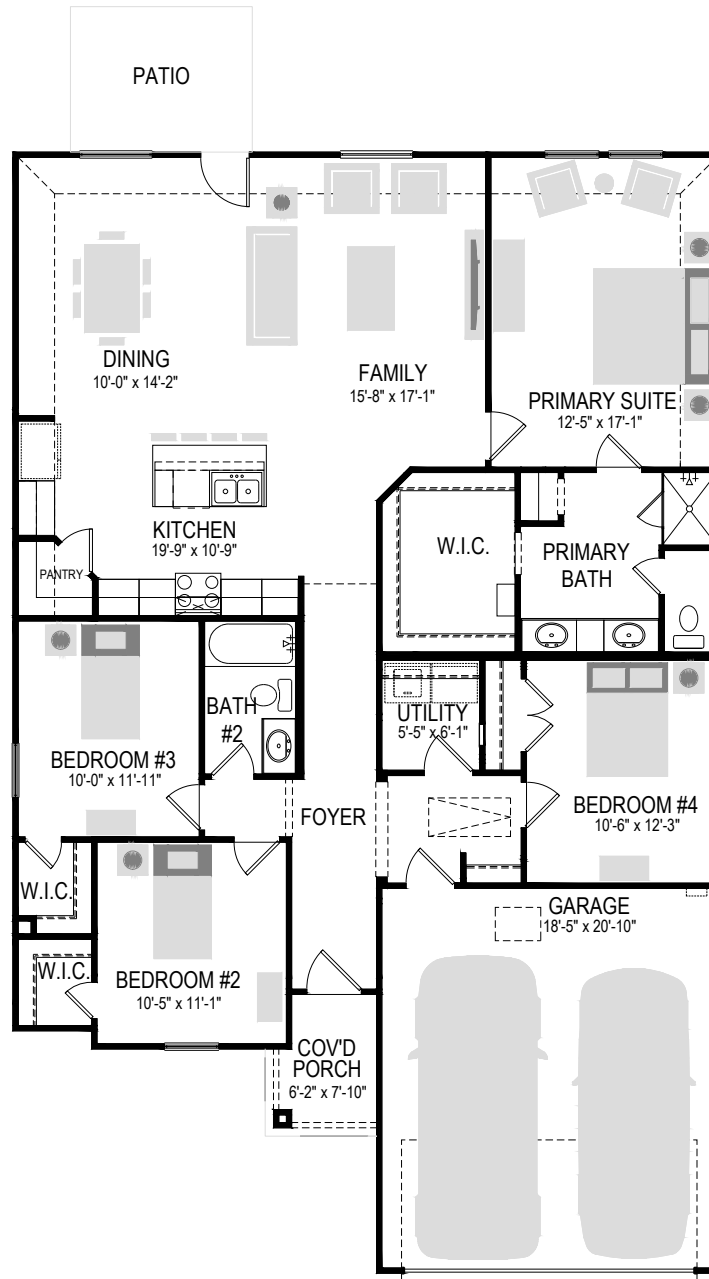 PATIO
DINING
10'-0" x 14'-2"
FAMILY
15'-8" x 17'-1"
PRIMARY SUITE
12'-5" x 17'-1"
KITCHEN
19'-9" x 10'-9"
PANTRY
W.I.C.
PRIMARY
BATH
BATH
#2
UTILITY
5'-5" x 6'-1"
BEDROOM #3
10'-0" x 11'-11"
FOYER
BEDROOM #4
10'-6" x 12'-3"
W.I.C.
W.I.C.
BEDROOM #2
10'-5" x 11'-1"
GARAGE
18'-5" x 20'-10"
COV'D
PORCH
6'-2" x 7'-10"